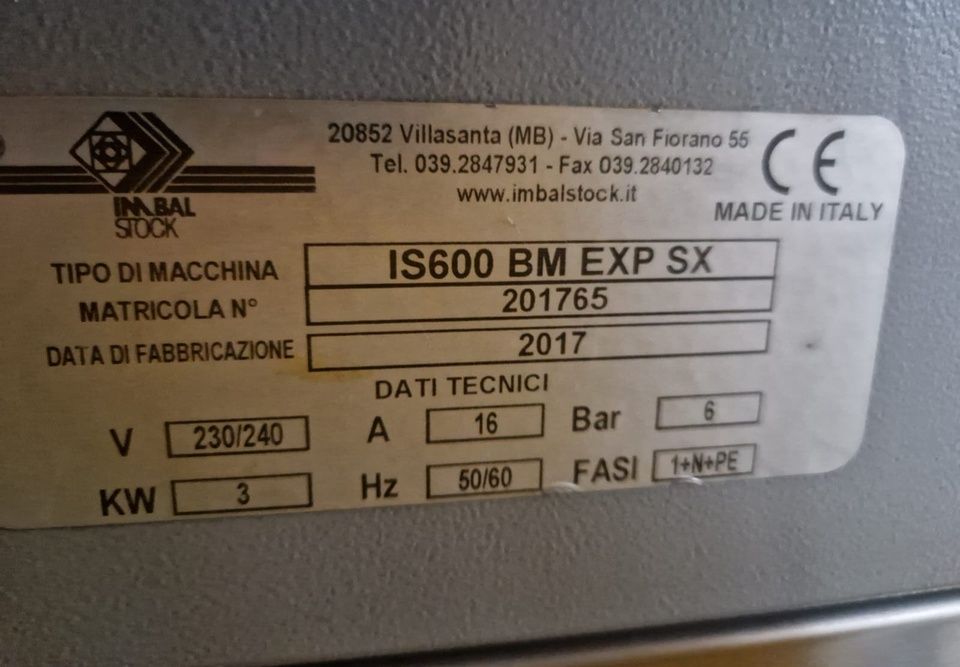 20852 Villasanta (MB) - Via San Fiorano 55
Tel. 039.2847931 - Fax 039.2840132
www.imbalstock.it
CE
MADE IN ITALY
IMBAL
STOCK
TIPO DI MACCHINA IS600 BM EXP SX
MATRICOLA N° 201765
DATA DI FABBRICAZIONE 2017
DATI TECNICI
V 230/240 A 16 Bar 6
KW 3 Hz 50/60 FASI 1+N+PE